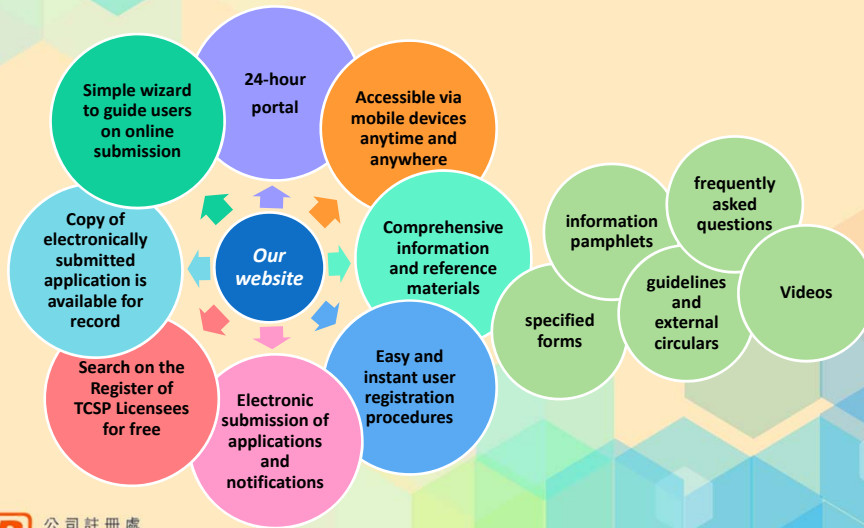 24-hour
portal
Accessible via
mobile devices
anytime and
anywhere
Comprehensive
information
and reference
materials
Easy and
instant user
registration
procedures
Electronic
submission of
applications
and
notifications
Search on the
Register of
TCSP Licensees
for free
Copy of
electronically
submitted
application is
available for
record
Simple wizard
to guide users
on online
submission
Our
website
specified
forms
information
pamphlets
guidelines
and
external
circulars
frequently
asked
questions
Videos
公司註冊處